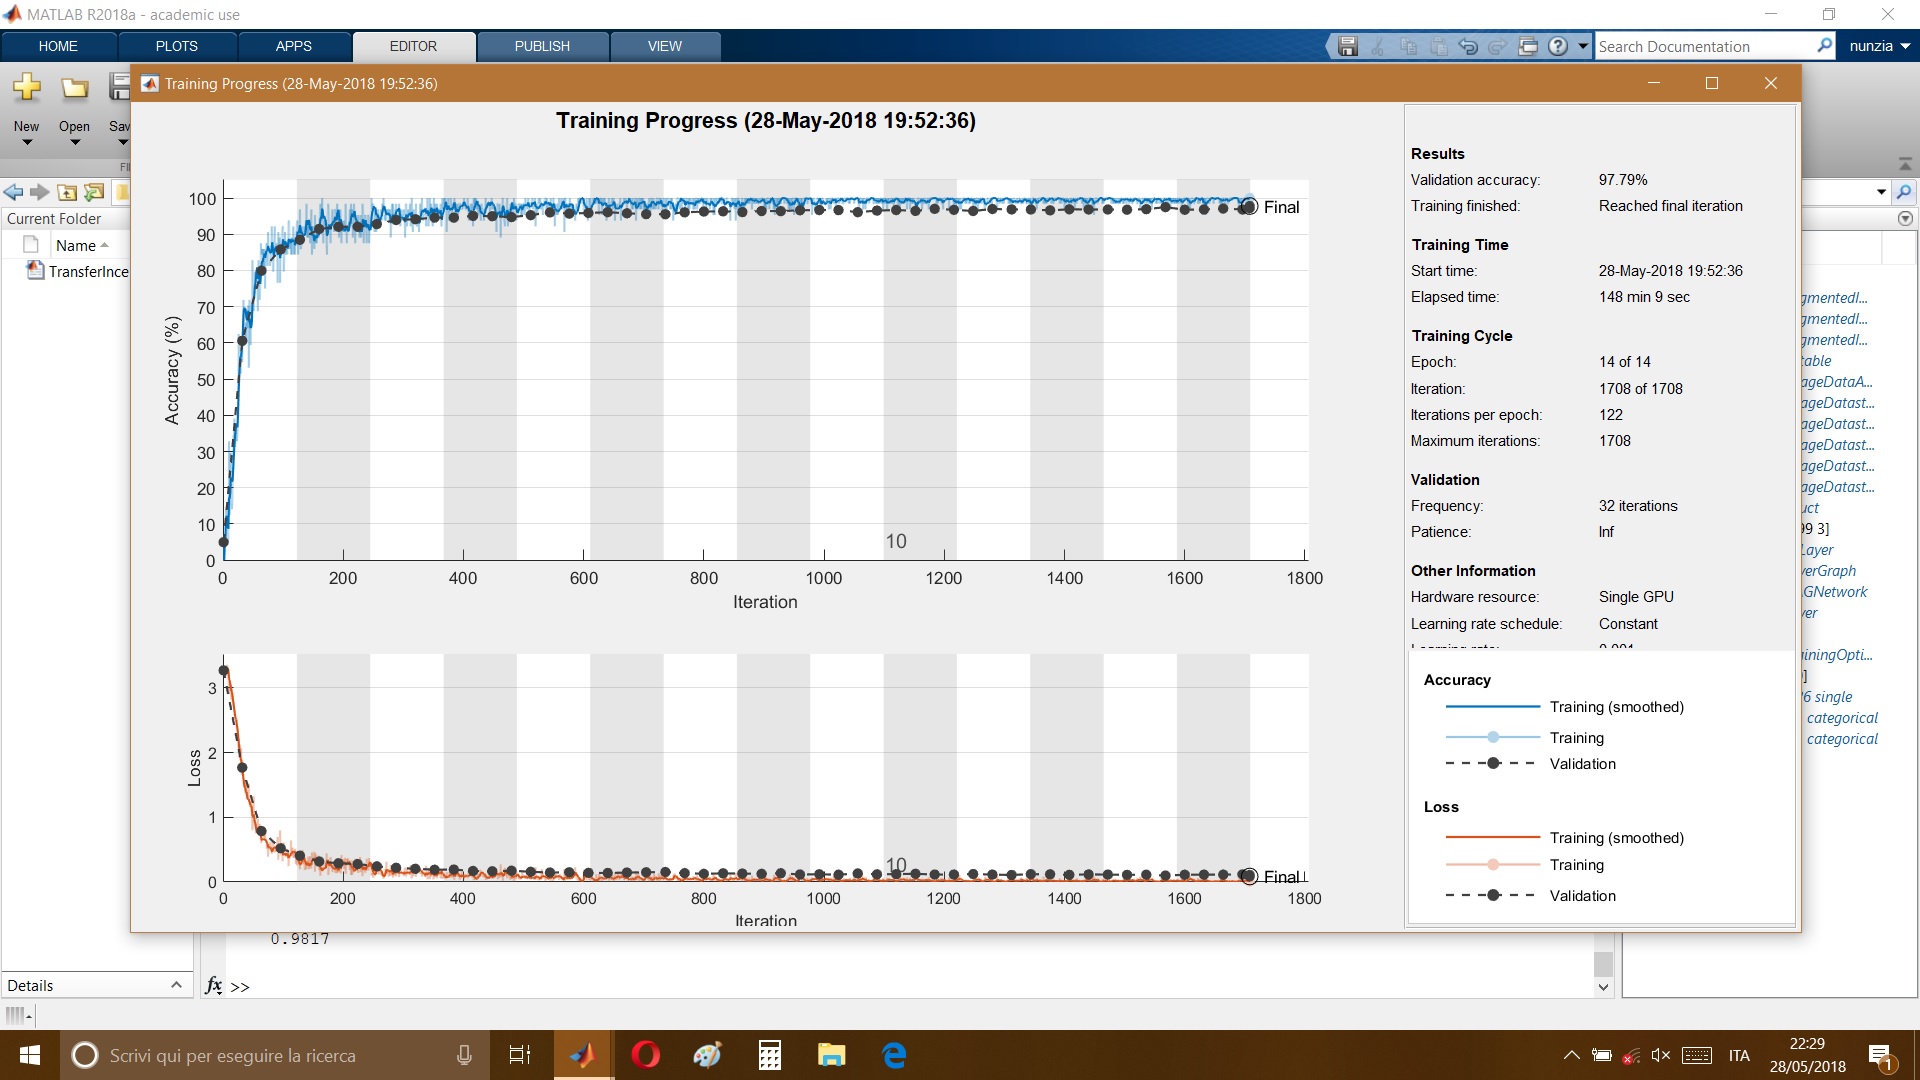 MATLAB R2018a - academic use
HOME PLOTS APPS EDITOR PUBLISH VIEW
Search Documentation
nunzia
New Open
Training Progress (28-May-2018 19:52:36)
Current Folder
Name
TransferInce
Training Progress (28-May-2018 19:52:36)
100
90
80
70
60
50
40
30
20
10
0
Accuracy (%)
10
0 200 400 600 800 1000 1200 1400 1600 1800
Iteration
Final
3
2
1
0
Loss
10
0 200 400 600 800 1000 1200 1400 1600 1800
Iteration
Final
Results
Validation accuracy: 97.79%
Training finished: Reached final iteration
Training Time
Start time: 28-May-2018 19:52:36
Elapsed time: 148 min 9 sec
Training Cycle
Epoch: 14 of 14
Iteration: 1708 of 1708
Iterations per epoch: 122
Maximum iterations: 1708
Validation
Frequency: 32 iterations
Patience: Inf
Other Information
Hardware resource: Single GPU
Learning rate schedule: Constant
Learning rate: 0.001
Accuracy
Training (smoothed)
Training
Validation
Loss
Training (smoothed)
Training
Validation
gmentedI...
gmentedI...
gmentedI...
table
ageDataA...
ageDatast...
ageDatast...
ageDatast...
ageDatast...
ageDatast...
uct
99 3]
Layer
verGraph
GNetwork
yer
iningOpti...
6 single
categorical
categorical
0.9817
fx >>
Details
Scrivi qui per eseguire la ricerca
ITA
22:29
28/05/2018
1